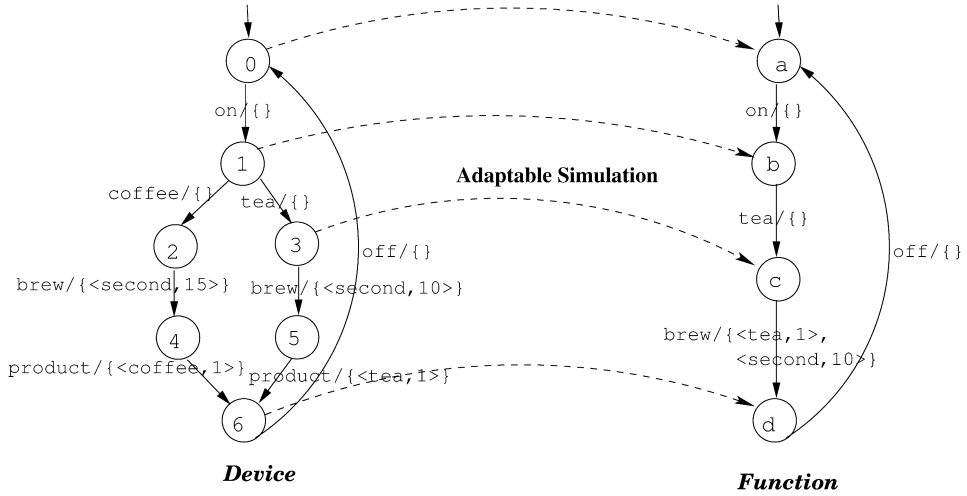 0
a
on/{}
on/{}
1
b
Adaptable Simulation
coffee/{}
tea/{}
tea/{}
2
3
off/{}
off/{}
c
brew/{<second,15>}
brew/{<second,10>}
4
5
brew/{<tea,1>,
<second,10>}
product/{<coffee,1>}
product/{<tea,1>}
6
d
Device
Function